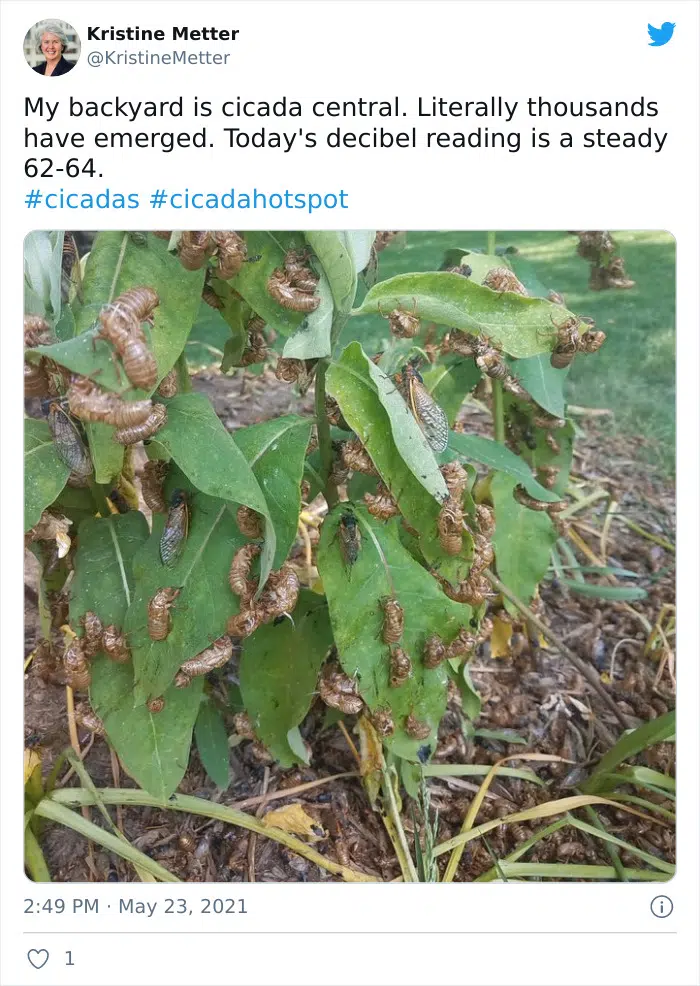 Kristine Metter
@KristineMetter
My backyard is cicada central. Literally thousands
have emerged. Today's decibel reading is a steady
62-64.
#cicadas #cicadahotspot
2:49 PM · May 23, 2021
1